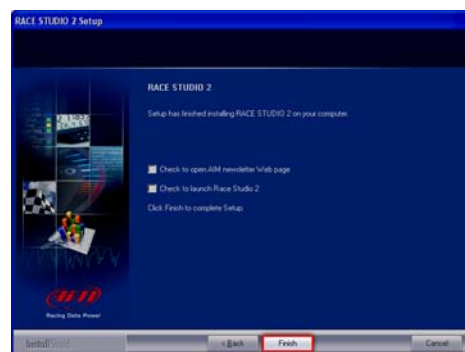 RACE STUDIO 2 Setup
RACE STUDIO 2
Setup has finished installing RACE STUDIO 2 on your computer.
Check to open AIM newsletter Web page
Check to launch Race Studio 2
Click Finish to complete Setup.
AIM
Racing Data Power
InstallShield
< Back
Finish
Cancel